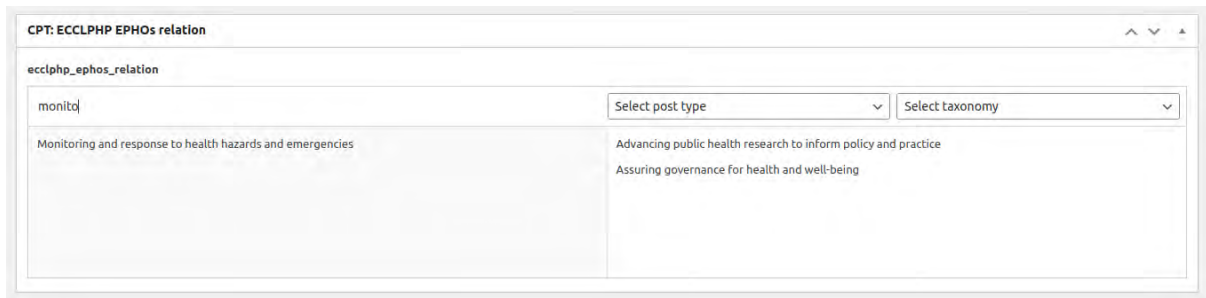 CPT: ECCLPHP EPHOs relation
ecclphp_ephos_relation
monito
Select post type
Select taxonomy
Monitoring and response to health hazards and emergencies
Advancing public health research to inform policy and practice
Assuring governance for health and well-being